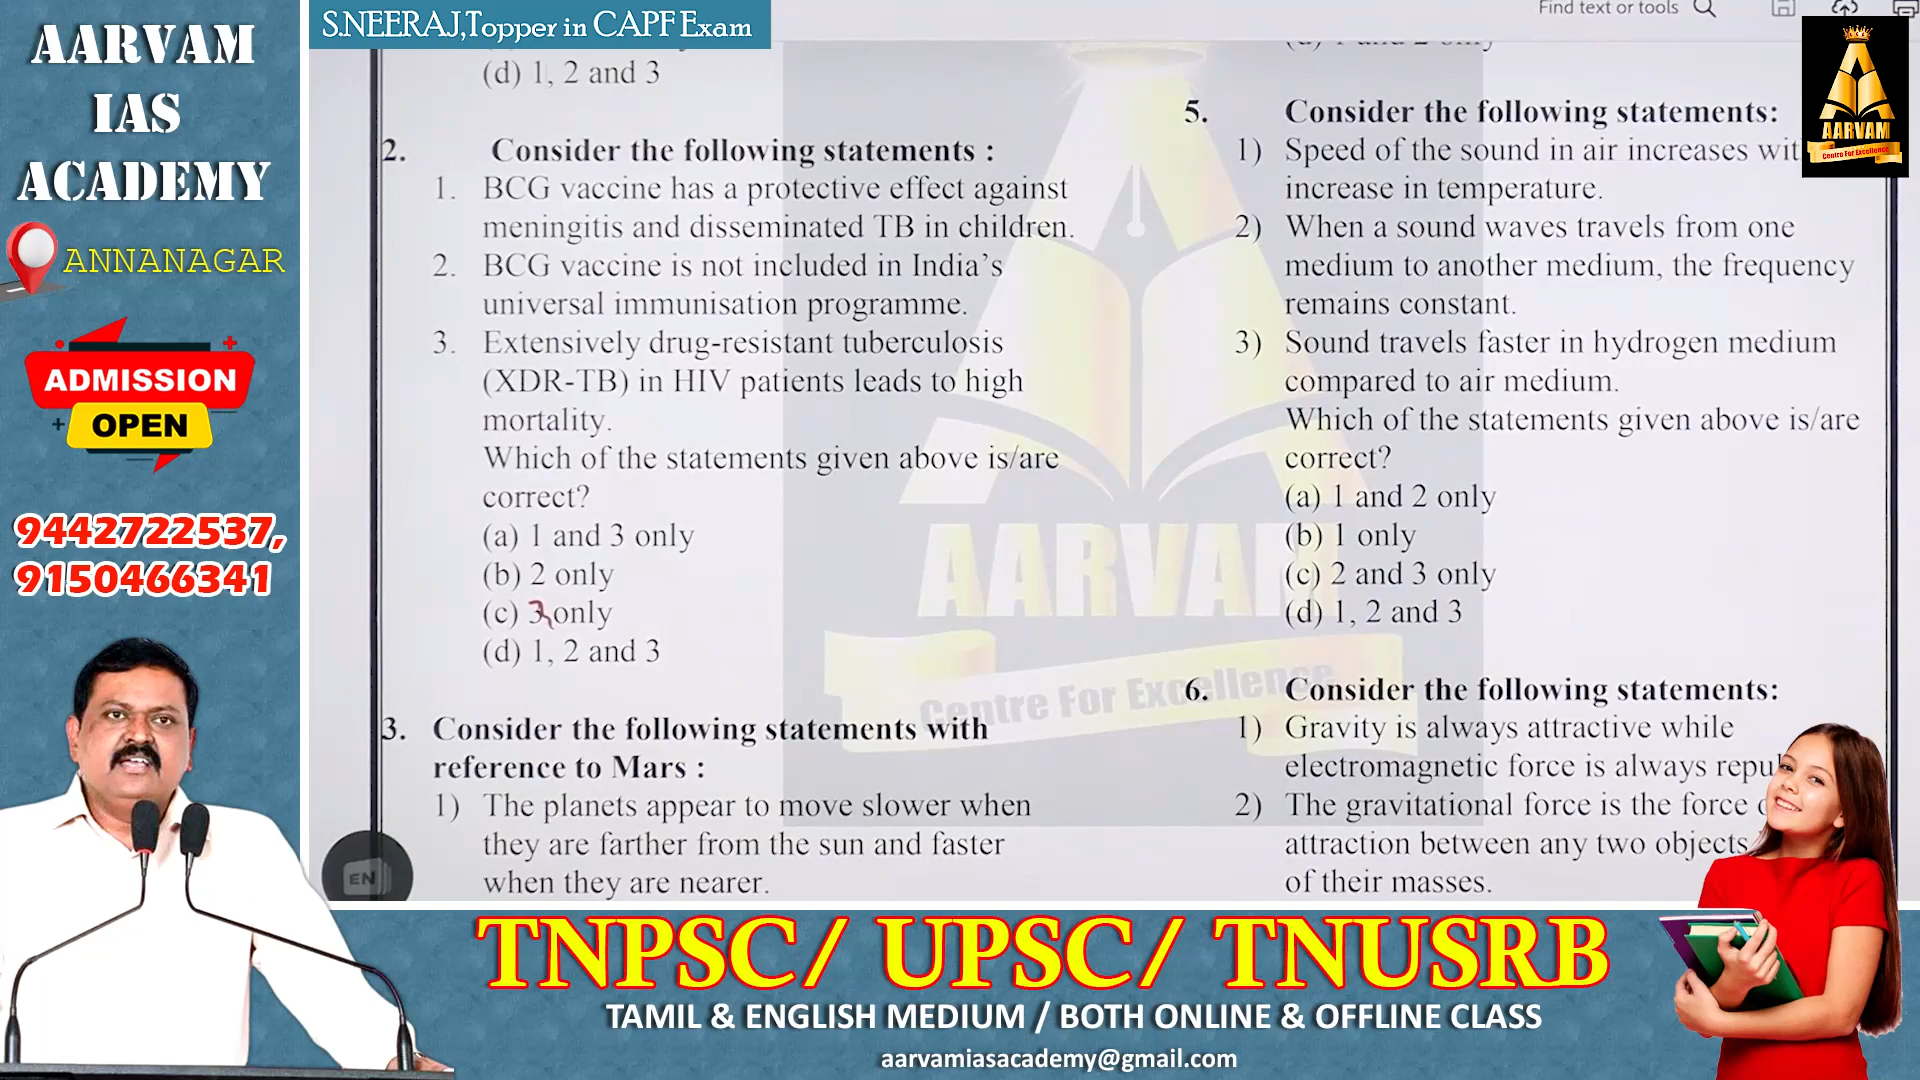 AARVAM
IAS
ACADEMY
ANNANAGAR
ADMISSION
OPEN
9442722537,
9150466341
S.NEERAJ,Topper in CAPF Exam
Find text or tools
(d) 1, 2 and 3
2. Consider the following statements :
1. BCG vaccine has a protective effect against
meningitis and disseminated TB in children.
2. BCG vaccine is not included in India's
universal immunisation programme.
3. Extensively drug-resistant tuberculosis
(XDR-TB) in HIV patients leads to high
mortality.
Which of the statements given above is/are
correct?
(a) 1 and 3 only
(b) 2 only
(c) 3 only
(d) 1, 2 and 3
3. Consider the following statements with
reference to Mars :
1) The planets appear to move slower when
they are farther from the sun and faster
when they are nearer.
EN
(d) 1 and 2 only
5. Consider the following statements:
1) Speed of the sound in air increases
increase in temperature.
2) When a sound waves travels from one
medium to another medium, the frequency
remains constant.
3) Sound travels faster in hydrogen medium
compared to air medium.
Which of the statements given above is/are
correct?
(a) 1 and 2 only
(b) 1 only
(c) 2 and 3 only
(d) 1, 2 and 3
6. Consider the following statements:
1) Gravity is always attractive while
electromagnetic force is always
2) The gravitational force is the force
attraction between any two objects
of their masses.
AARVAM
Centre For Excellence
AARVAM
Centre For Excellence
TNPSC/ UPSC/ TNUSRB
TAMIL & ENGLISH MEDIUM / BOTH ONLINE & OFFLINE CLASS
aarvamiasacademy@gmail.com